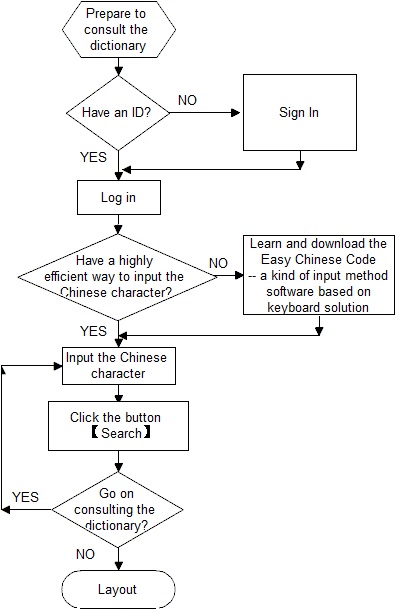 Prepare to
consult the
dictionary
Have an ID?
NO
Sign In
YES
Log in
Have a highly
efficient way to input the
Chinese character?
NO
Learn and download the
Easy Chinese Code
-- a kind of input method
software based on
keyboard solution
YES
Input the Chinese
character
Click the button
【Search】
Go on
consulting the
dictionary?
YES
NO
Layout